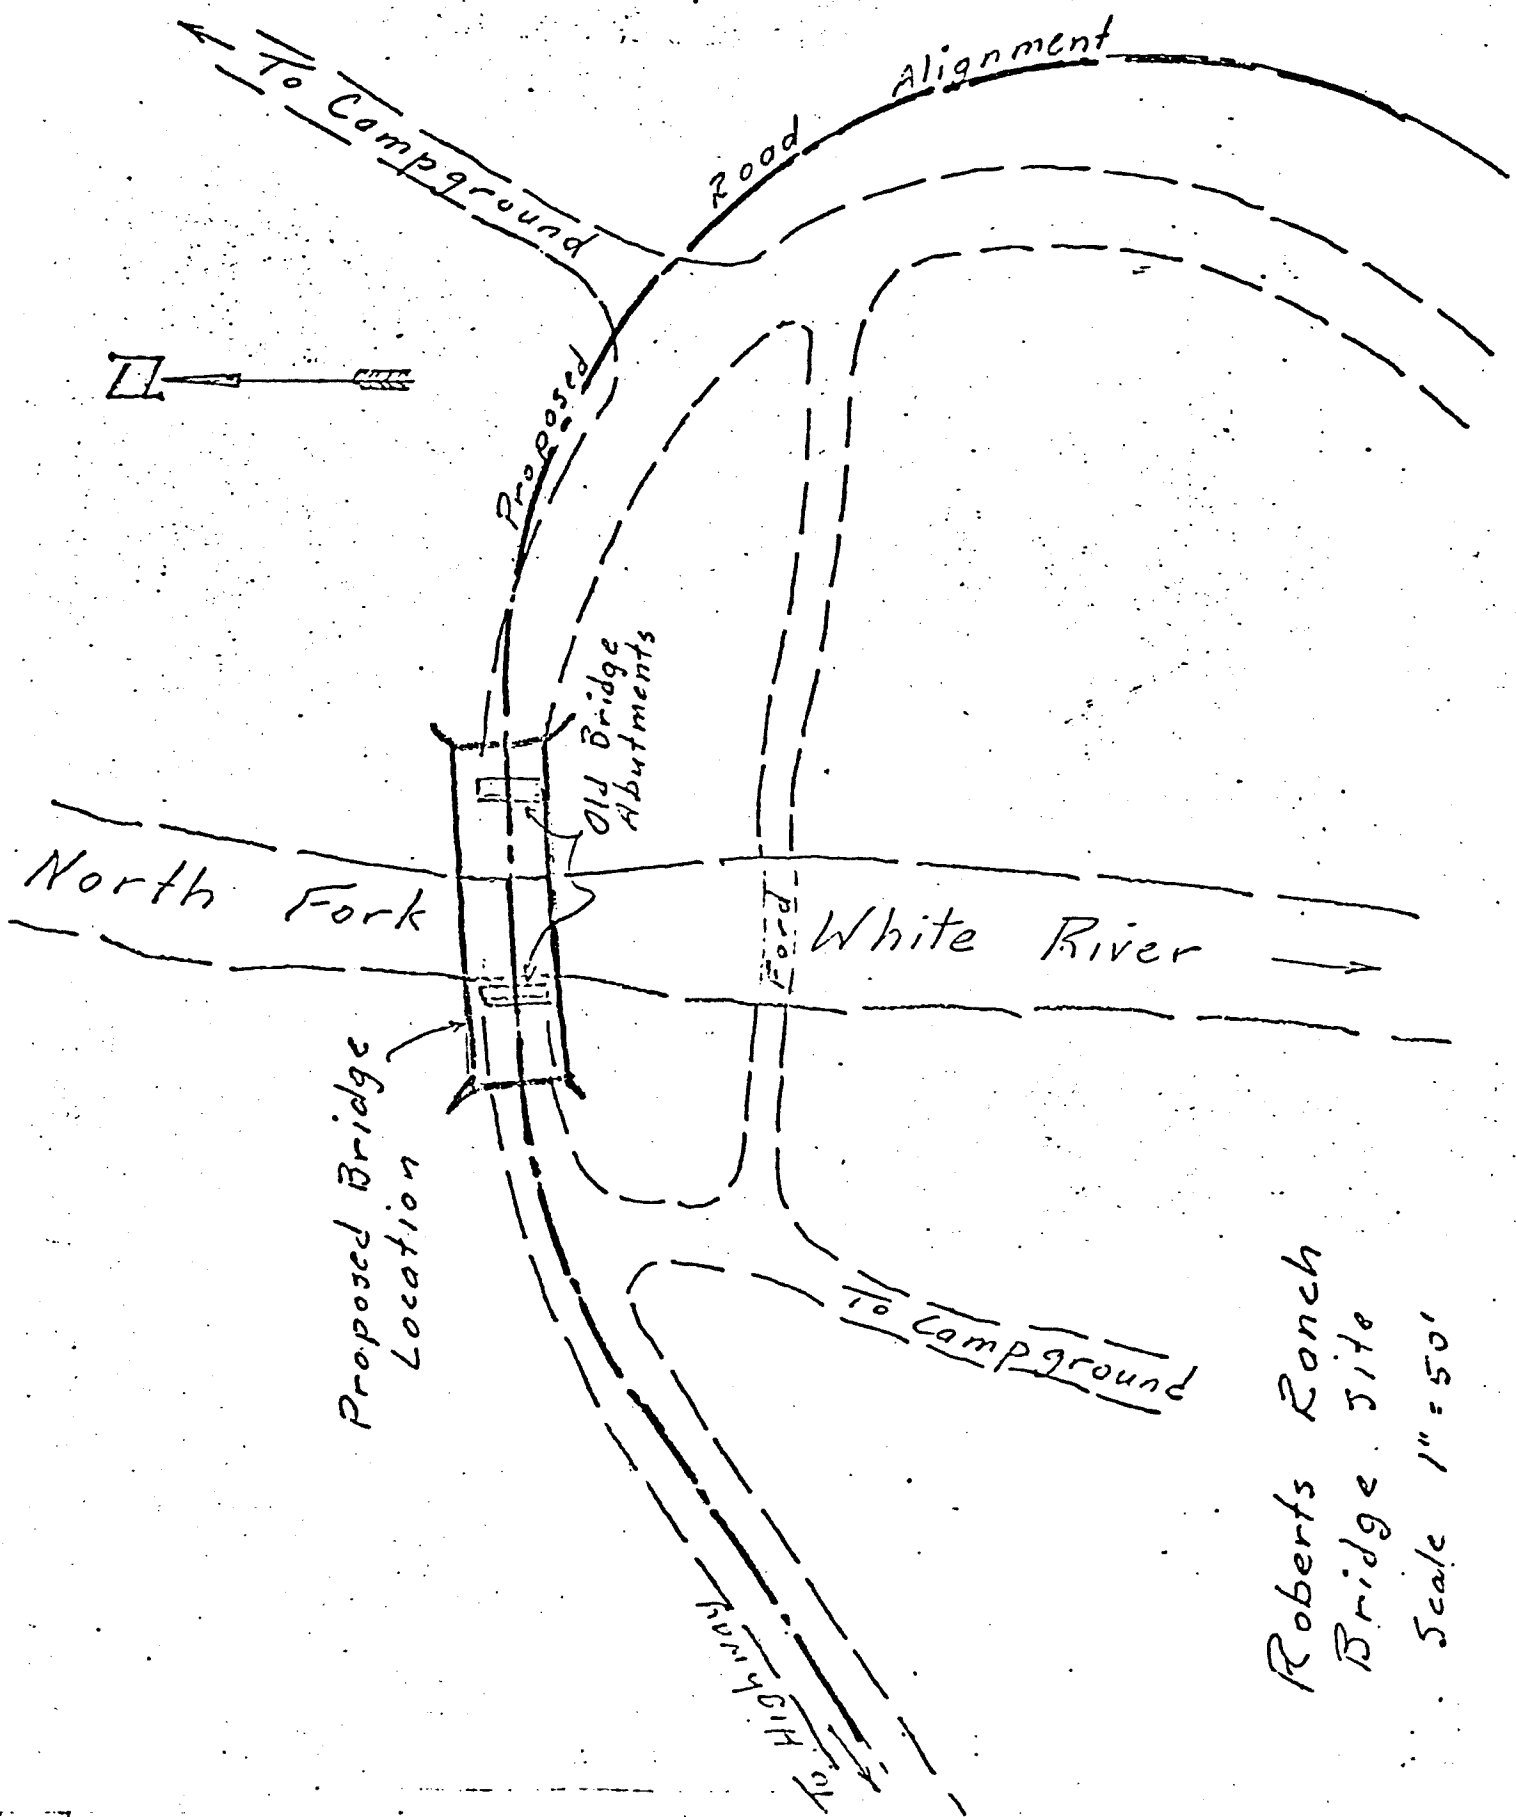 To Campground
Proposed Road Alignment
N
Old Bridge
Abutments
North Fork White River
Ford
Proposed Bridge
Location
To Campground
To Highway
Roberts Ranch
Bridge Site
Scale 1" = 50'